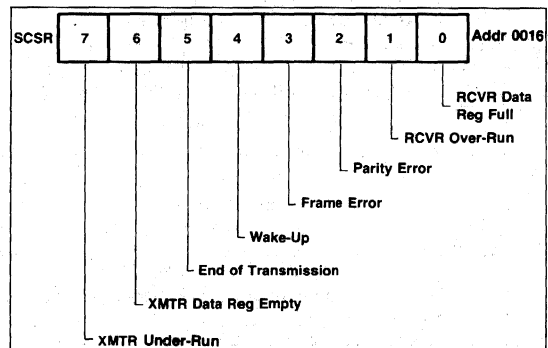 SCSR 7 6 5 4 3 2 1 0 Addr 0016
RCVR Data
Reg Full
RCVR Over-Run
Parity Error
Frame Error
Wake-Up
End of Transmission
XMTR Data Reg Empty
XMTR Under-Run